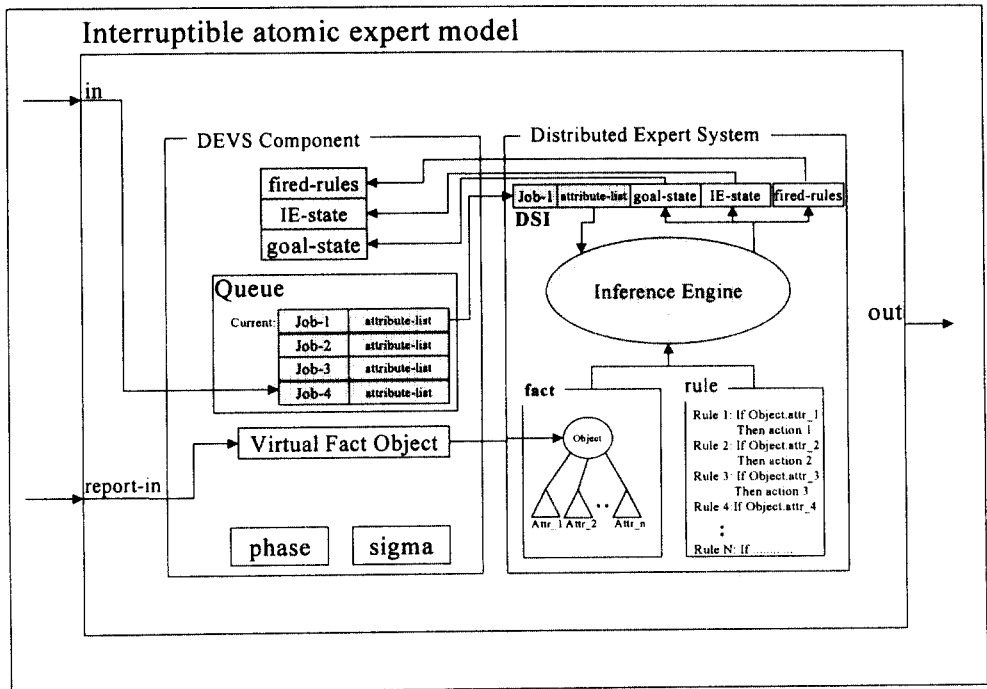 Interruptible atomic expert model
in
DEVS Component
Distributed Expert System
fired-rules
IE-state
goal-state
Job-1 attribute-list goal-state IE-state fired-rules
DSI
Inference Engine
Queue
Current: Job-1 attribute-list
Job-2 attribute-list
Job-3 attribute-list
Job-4 attribute-list
out
fact
Object
Attr_1 Attr_2 .. Attr_n
rule
Rule 1: If Object.attr_1
Then action 1
Rule 2: If Object.attr_2
Then action 2
Rule 3: If Object.attr_3
Then action 3
Rule 4: If Object.attr_4
:
Rule N: If ...........
Virtual Fact Object
report-in
phase
sigma